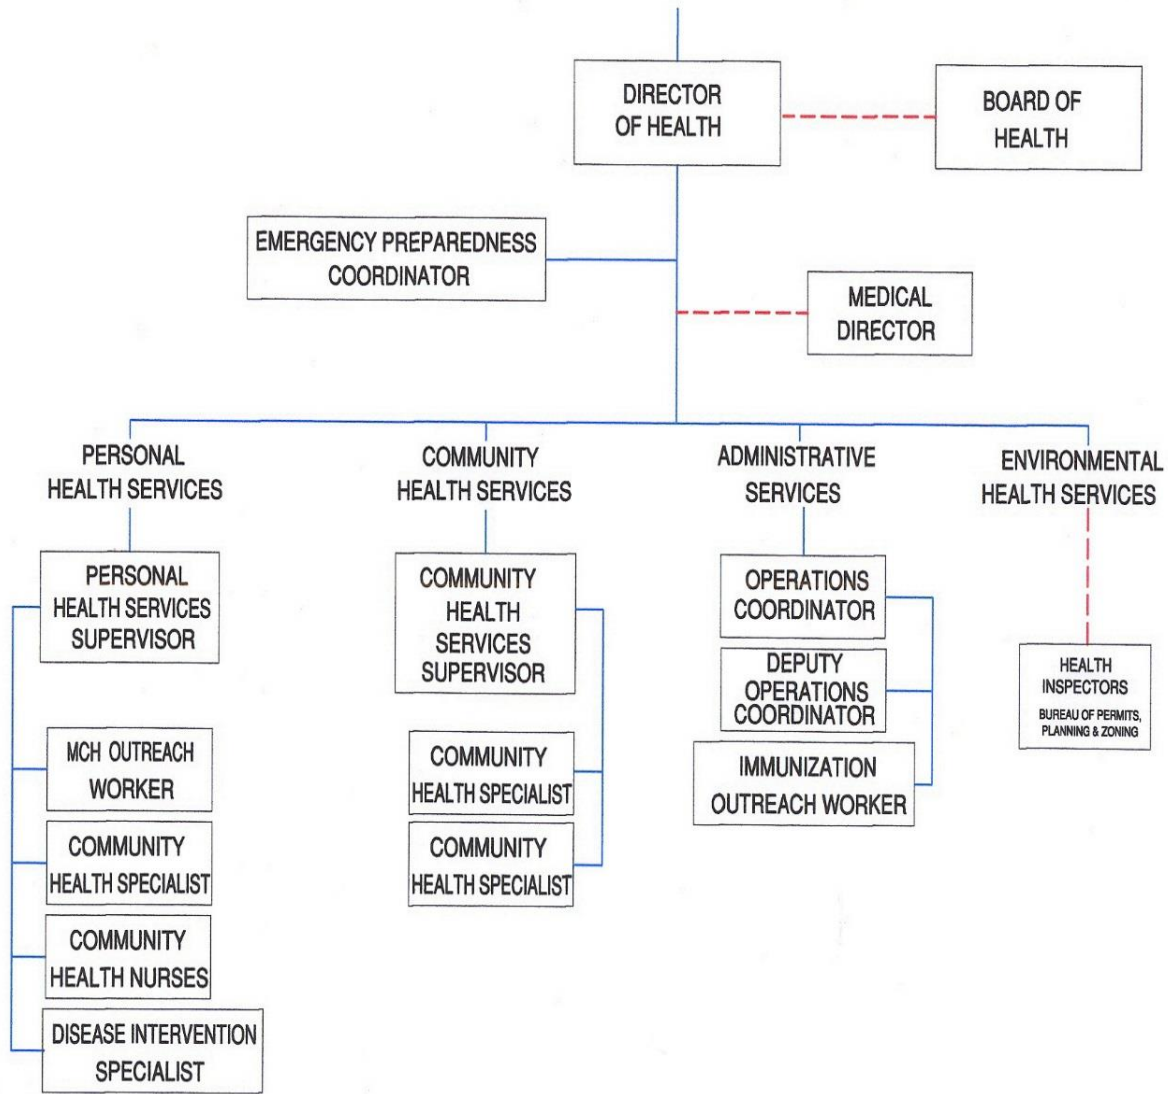 DIRECTOR
OF HEALTH
BOARD OF
HEALTH
EMERGENCY PREPAREDNESS
COORDINATOR
MEDICAL
DIRECTOR
PERSONAL
HEALTH SERVICES
COMMUNITY
HEALTH SERVICES
ADMINISTRATIVE
SERVICES
ENVIRONMENTAL
HEALTH SERVICES
PERSONAL
HEALTH SERVICES
SUPERVISOR
MCH OUTREACH
WORKER
COMMUNITY
HEALTH SPECIALIST
COMMUNITY
HEALTH NURSES
DISEASE INTERVENTION
SPECIALIST
COMMUNITY
HEALTH
SERVICES
SUPERVISOR
COMMUNITY
HEALTH SPECIALIST
COMMUNITY
HEALTH SPECIALIST
OPERATIONS
COORDINATOR
DEPUTY
OPERATIONS
COORDINATOR
IMMUNIZATION
OUTREACH WORKER
HEALTH
INSPECTORS
BUREAU OF PERMITS,
PLANNING & ZONING